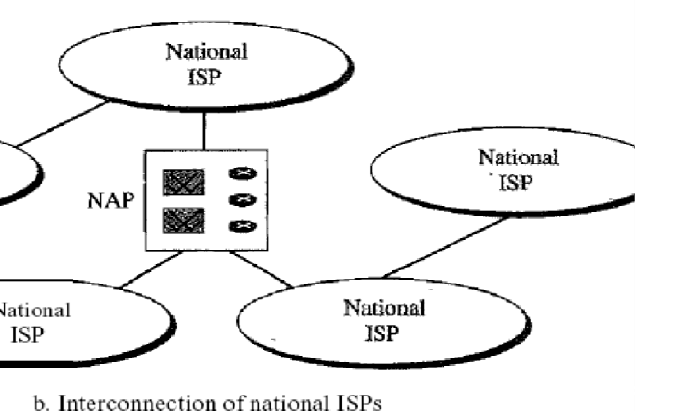 National
ISP
National
ISP
NAP
National
ISP
National
ISP
b. Interconnection of national ISPs